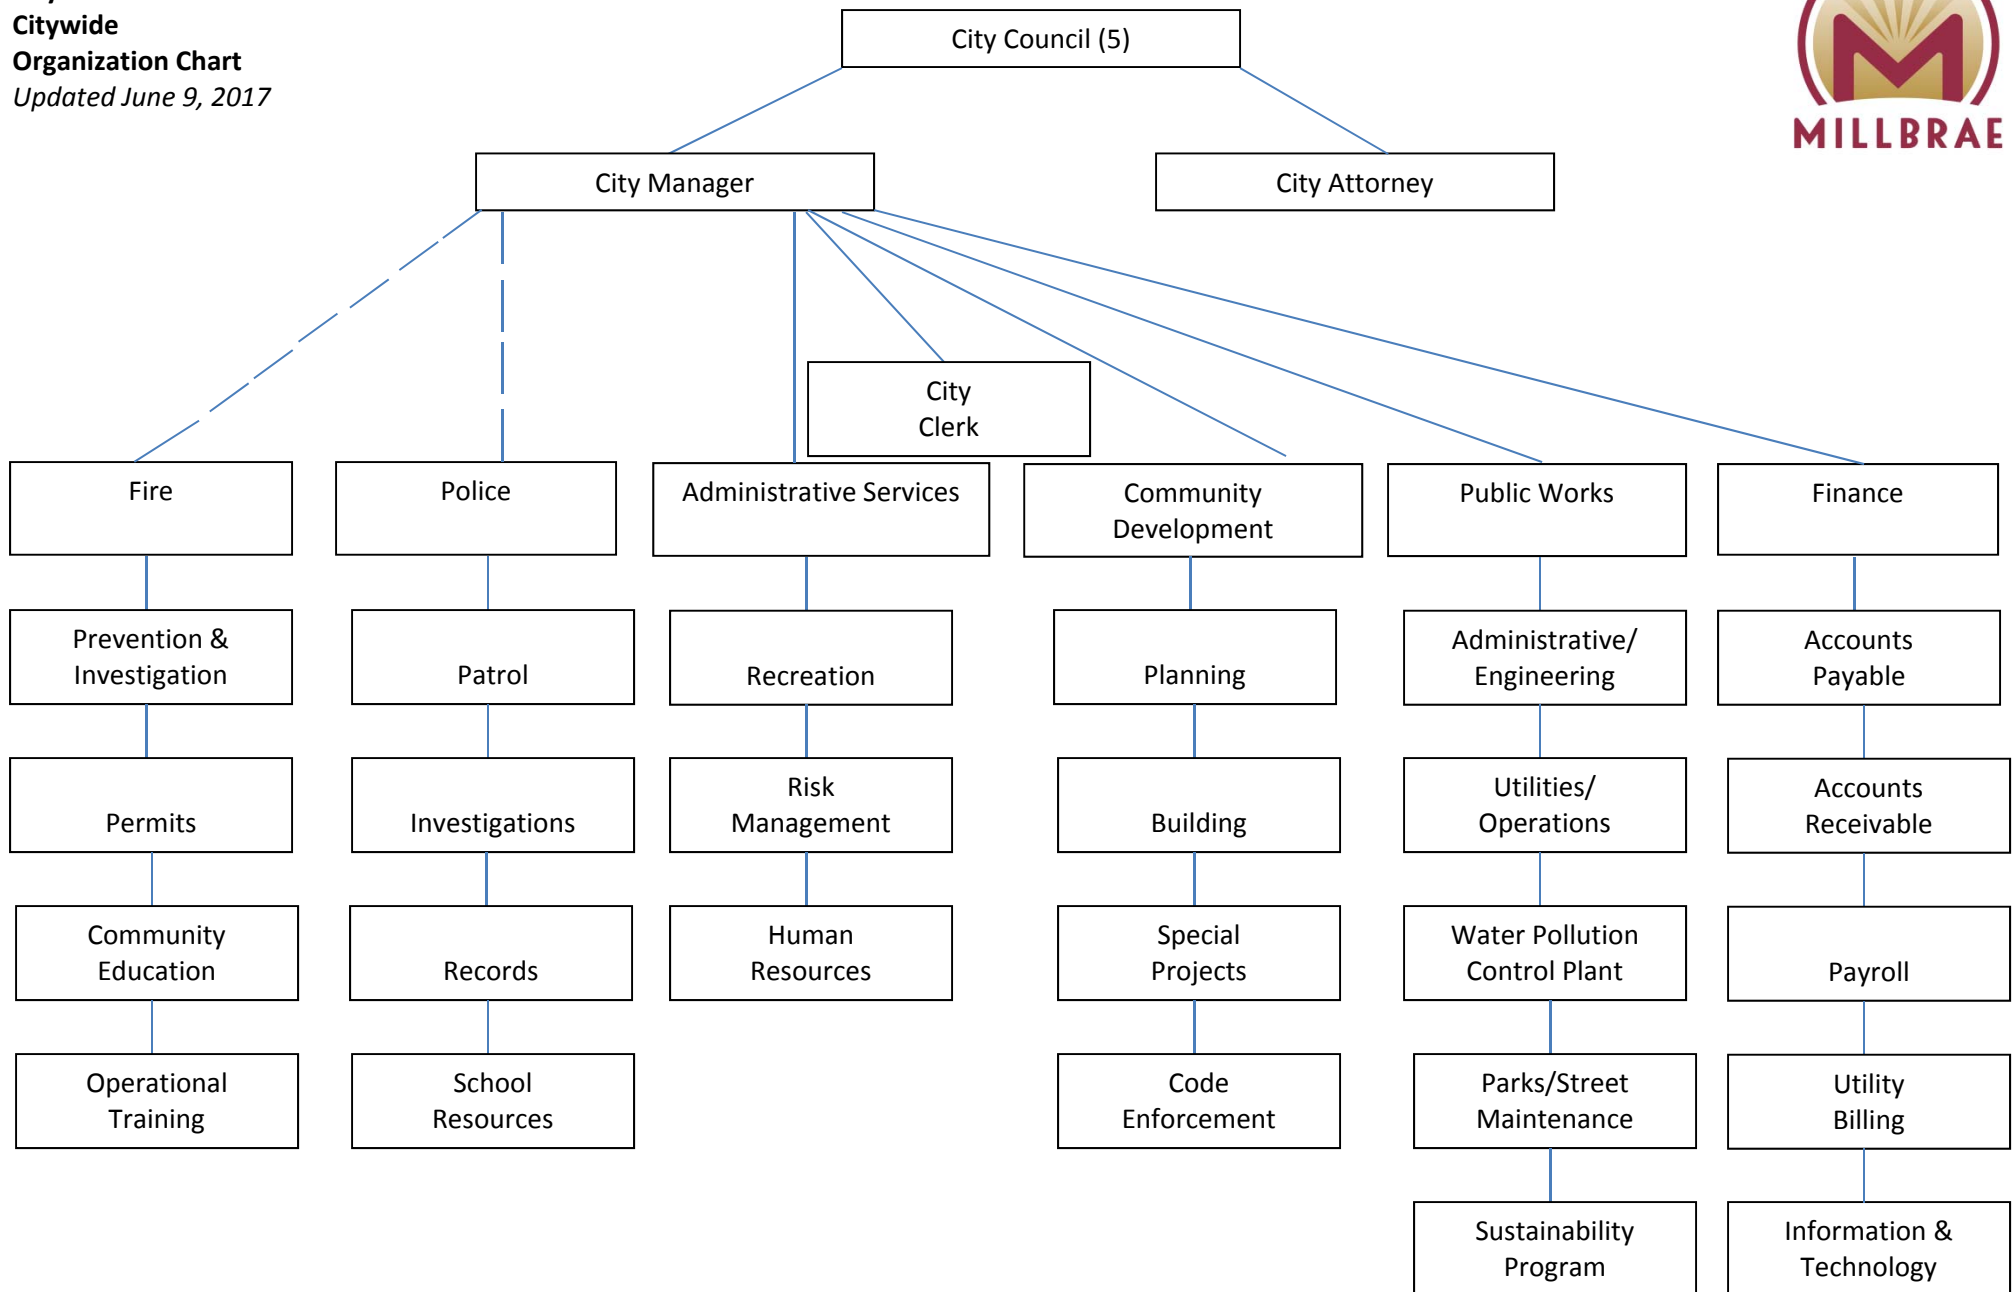 Citywide
Organization Chart
Updated June 9, 2017
City Council (5)
MILLBRAE
City Manager
City Attorney
City
Clerk
Fire
Police
Administrative Services
Community
Development
Public Works
Finance
Prevention &
Investigation
Patrol
Recreation
Planning
Administrative/
Engineering
Accounts
Payable
Permits
Investigations
Risk
Management
Building
Utilities/
Operations
Accounts
Receivable
Community
Education
Records
Human
Resources
Special
Projects
Water Pollution
Control Plant
Payroll
Operational
Training
School
Resources
Code
Enforcement
Parks/Street
Maintenance
Utility
Billing
Sustainability
Program
Information &
Technology